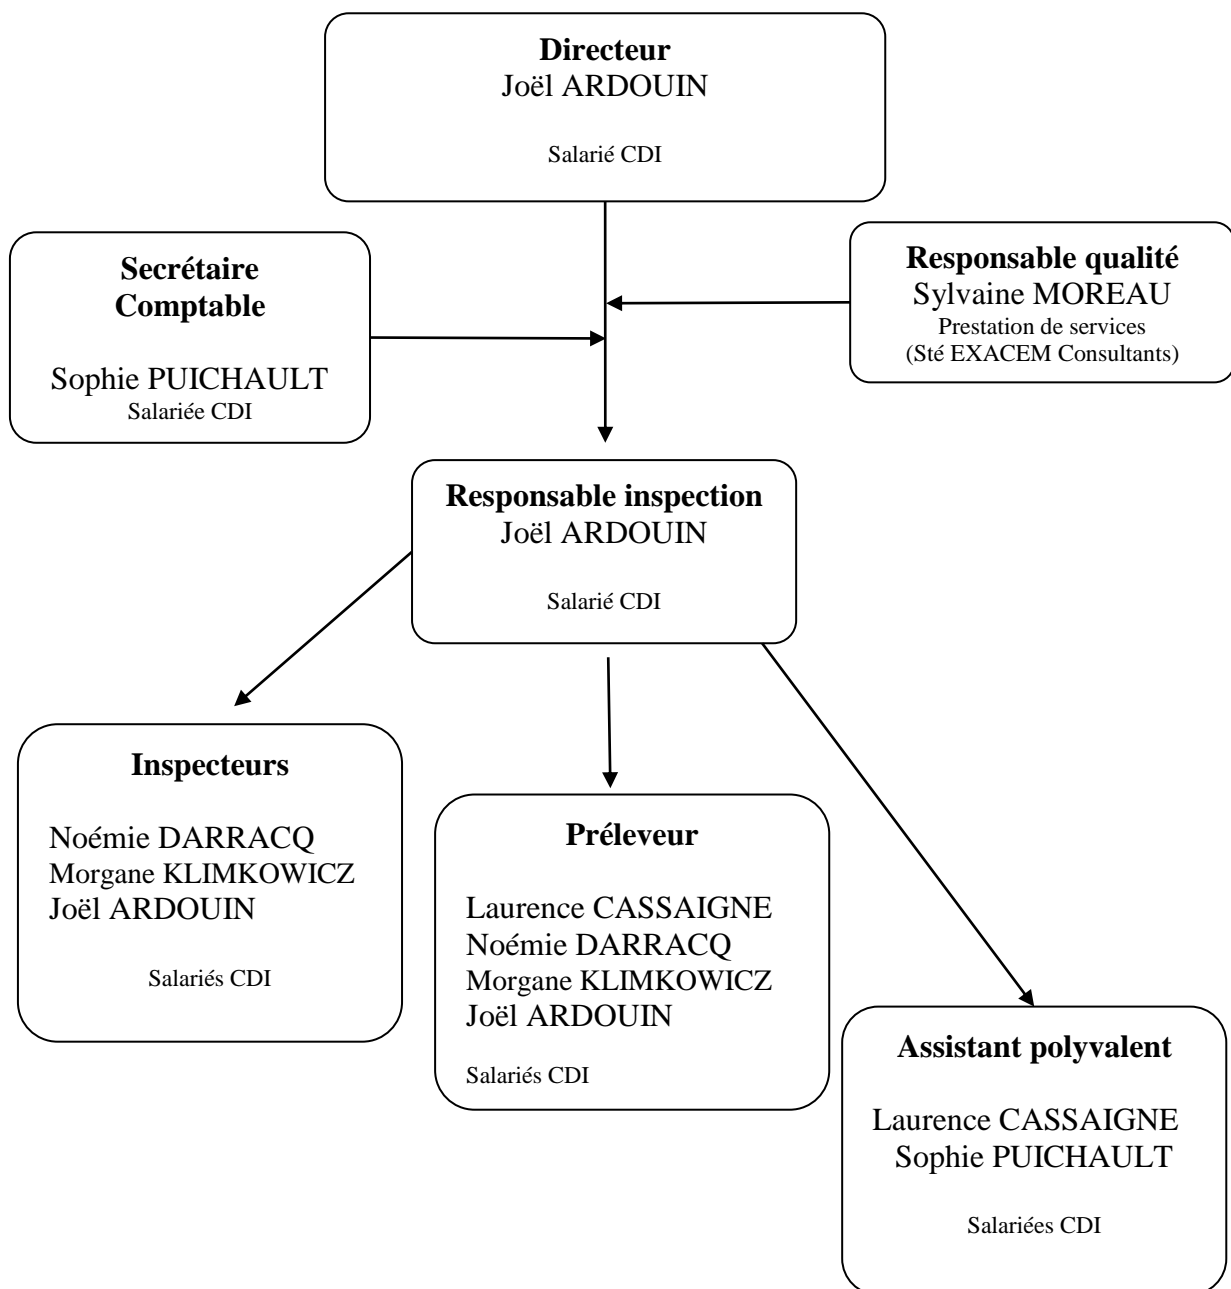 Directeur
Joël ARDOUIN
Salarié CDI
Secrétaire
Comptable
Sophie PUICHAULT
Salariée CDI
Responsable qualité
Sylvaine MOREAU
Prestation de services
(Sté EXACEM Consultants)
Responsable inspection
Joël ARDOUIN
Salarié CDI
Inspecteurs
Noémie DARRACQ
Morgane KLIMKOWICZ
Joël ARDOUIN
Salariés CDI
Préleveur
Laurence CASSAIGNE
Noémie DARRACQ
Morgane KLIMKOWICZ
Joël ARDOUIN
Salariés CDI
Assistant polyvalent
Laurence CASSAIGNE
Sophie PUICHAULT
Salariées CDI